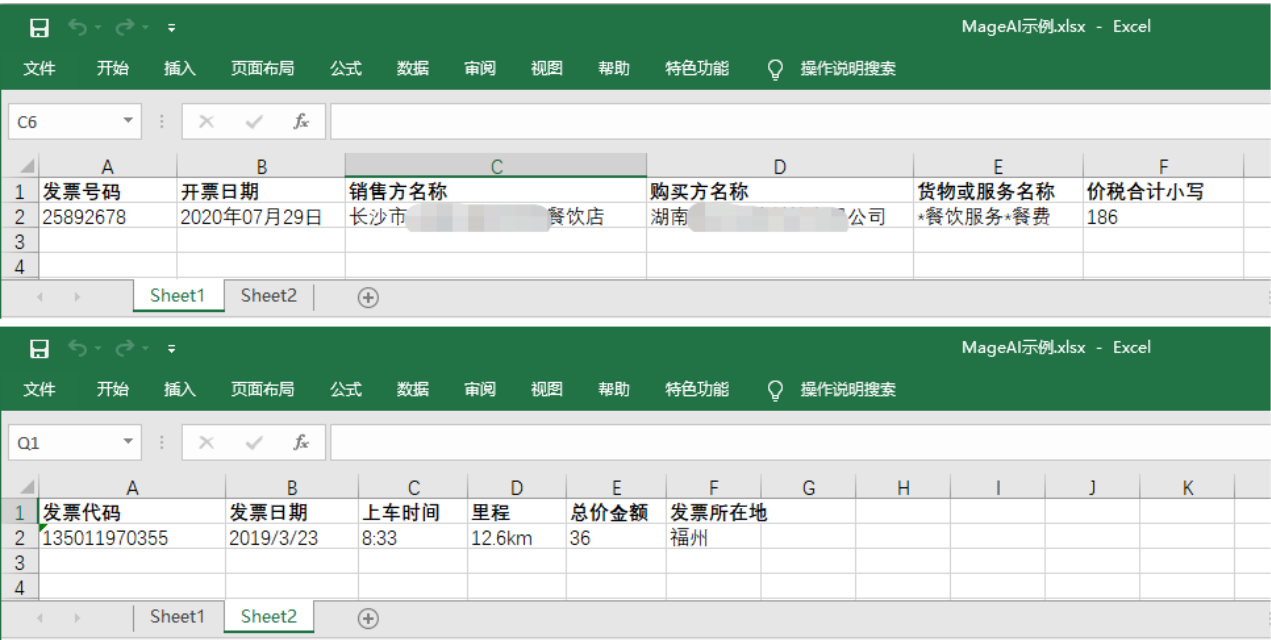 MageAI示例.xlsx - Excel
文件 开始 插入 页面布局 公式 数据 审阅 视图 帮助 特色功能 操作说明搜索
C6 fx
A B C D E F
1 发票号码 开票日期 销售方名称 购买方名称 货物或服务名称 价税合计小写
2 25892678 2020年07月29日 长沙市 餐饮店 湖南 公司 *餐饮服务*餐费 186
3
4
Sheet1 Sheet2
MageAI示例.xlsx - Excel
文件 开始 插入 页面布局 公式 数据 审阅 视图 帮助 特色功能 操作说明搜索
Q1 fx
A B C D E F G H I J K
1 发票代码 发票日期 上车时间 里程 总价金额 发票所在地
2 135011970355 2019/3/23 8:33 12.6km 36 福州
3
4
Sheet1 Sheet2